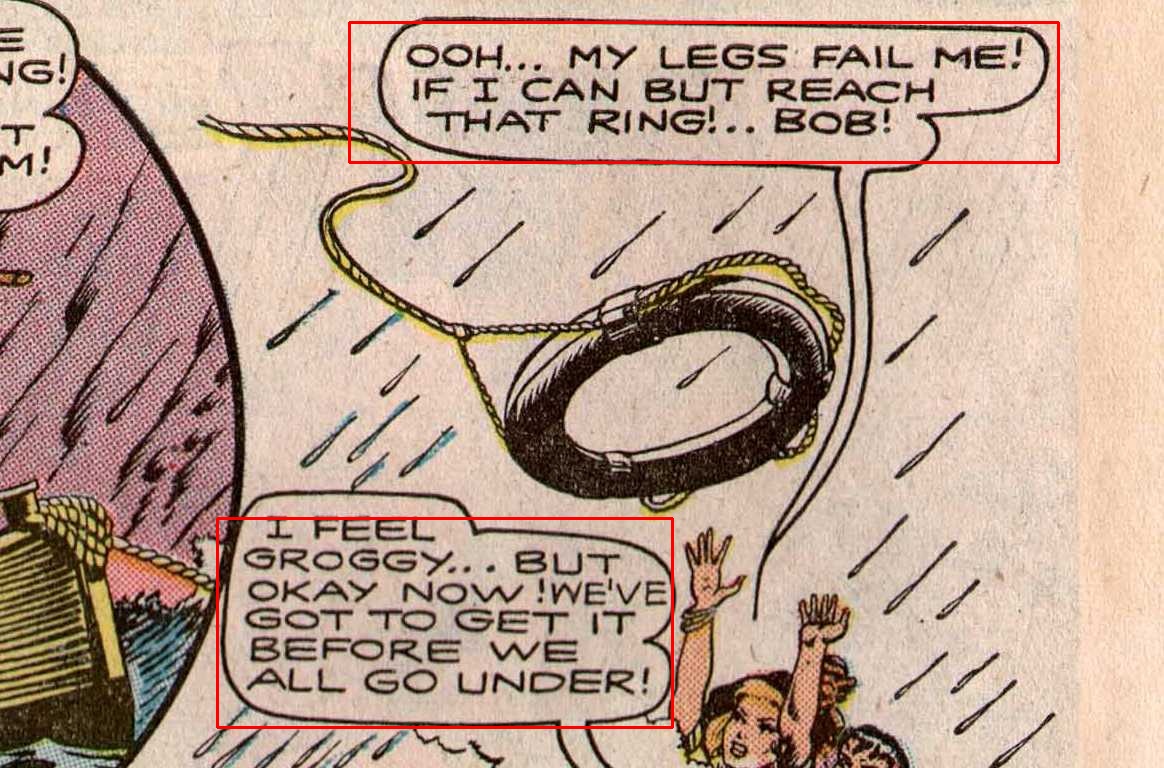 NG!
T
M!
OOH... MY LEGS FAIL ME!
IF I CAN BUT REACH
THAT RING!.. BOB!
I FEEL
GROGGY... BUT
OKAY NOW! WE'VE
GOT TO GET IT
BEFORE WE
ALL GO UNDER!